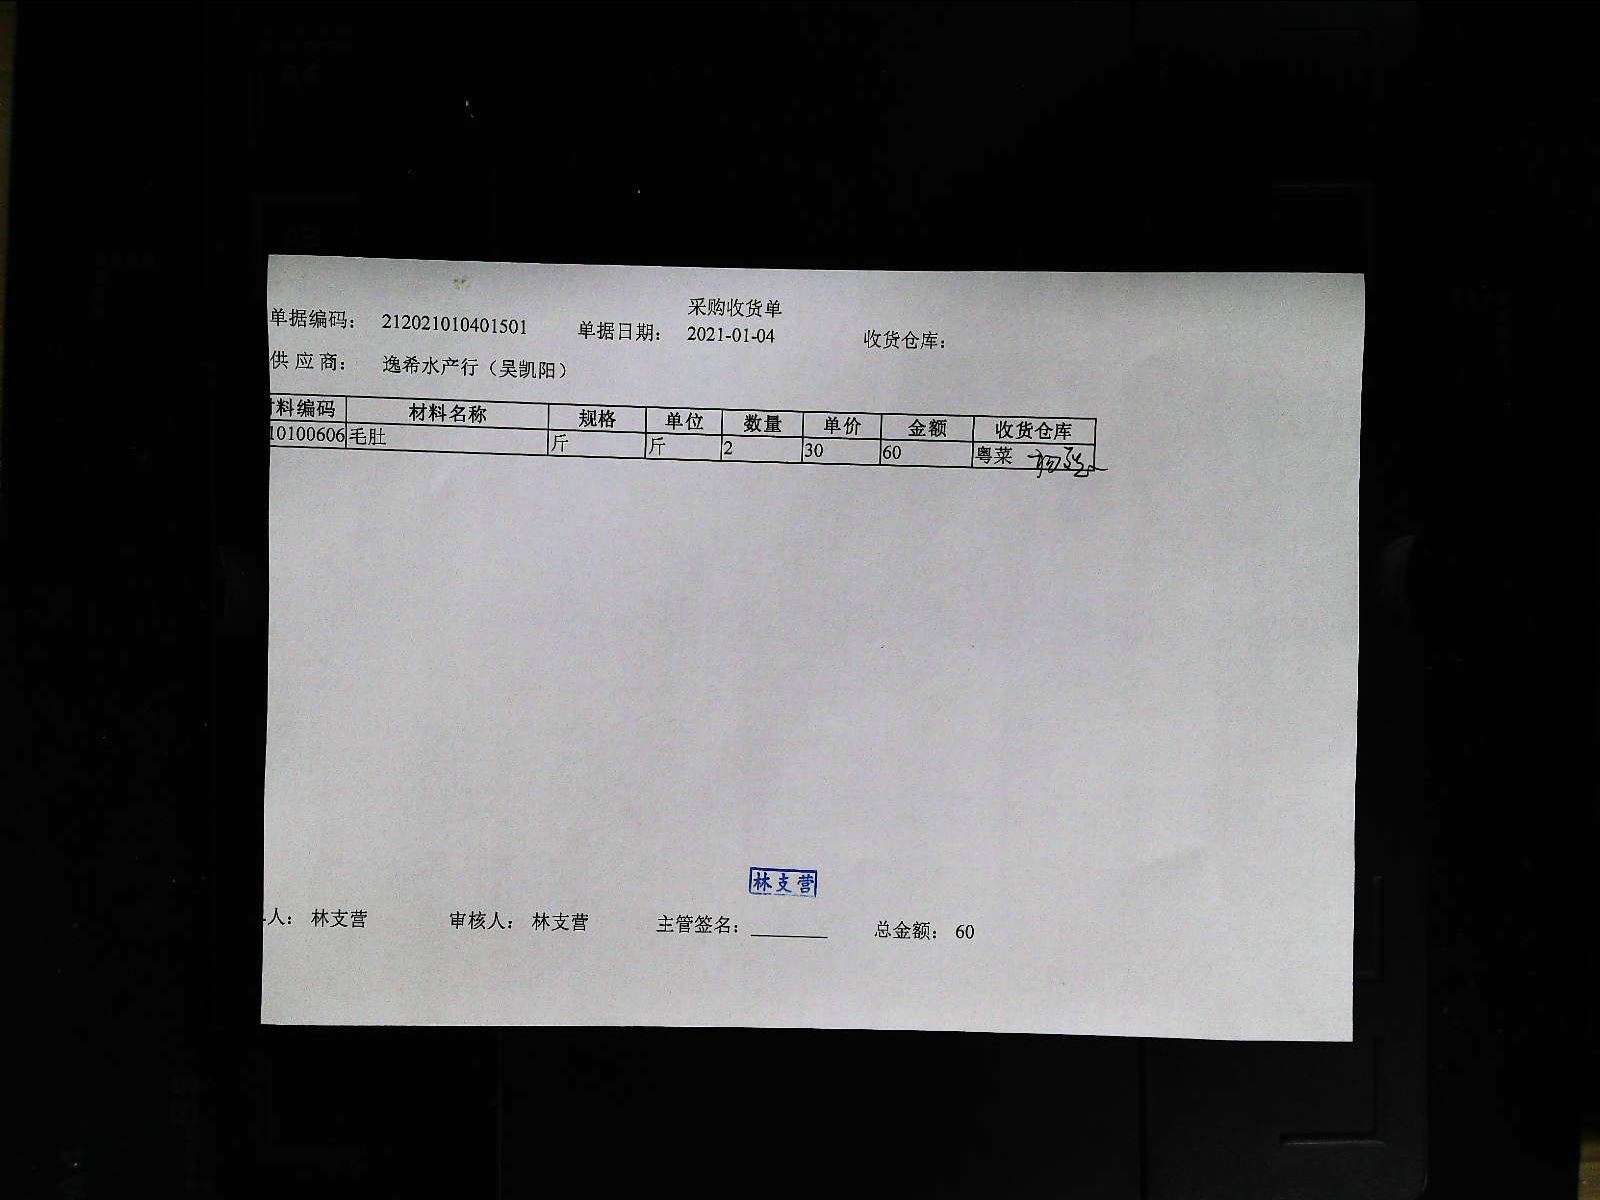 采购收货单
单据编码： 212021010401501 单据日期： 2021-01-04 收货仓库：
供 应 商： 逸希水产行（吴凯阳）
料编码 材料名称 规格 单位 数量 单价 金额 收货仓库
10100606 毛肚 斤 斤 2 30 60 粤菜
林支营
人： 林支营 审核人： 林支营 主管签名：________ 总金额： 60